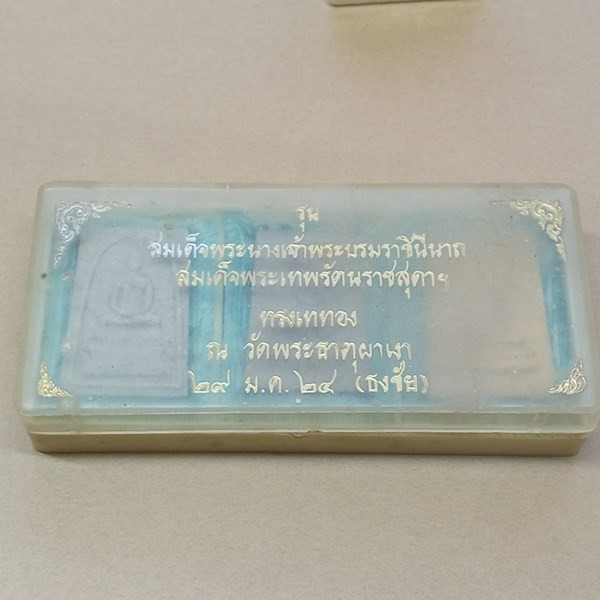 รุ่น
สมเด็จพระนางเจ้าพระบรมราชินีนาถ
สมเด็จพระเทพรัตนราชสุดาฯ
ทรงเททอง
ณ วัดพระธาตุผาเงา
๒๙ ม.ค. ๒๔ (ธงชัย)